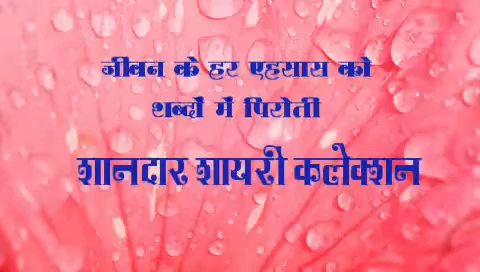 जीवन के हर एहसास को
शब्दों में पिरोती
शानदार शायरी कलेक्शन